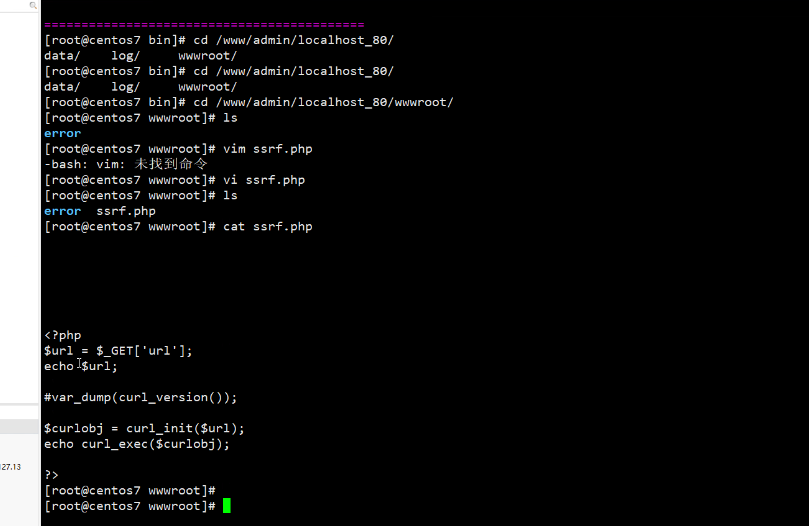 ===========================================
[root@centos7 bin]# cd /www/admin/localhost_80/
data/    log/     wwwroot/
[root@centos7 bin]# cd /www/admin/localhost_80/
data/    log/     wwwroot/
[root@centos7 bin]# cd /www/admin/localhost_80/wwwroot/
[root@centos7 wwwroot]# ls
error
[root@centos7 wwwroot]# vim ssrf.php
-bash: vim: 未找到命令
[root@centos7 wwwroot]# vi ssrf.php
[root@centos7 wwwroot]# ls
error  ssrf.php
[root@centos7 wwwroot]# cat ssrf.php
<?php
$url = $_GET['url'];
echo $url;
#var_dump(curl_version());
$curlobj = curl_init($url);
echo curl_exec($curlobj);
?>
127.13
[root@centos7 wwwroot]#
[root@centos7 wwwroot]#